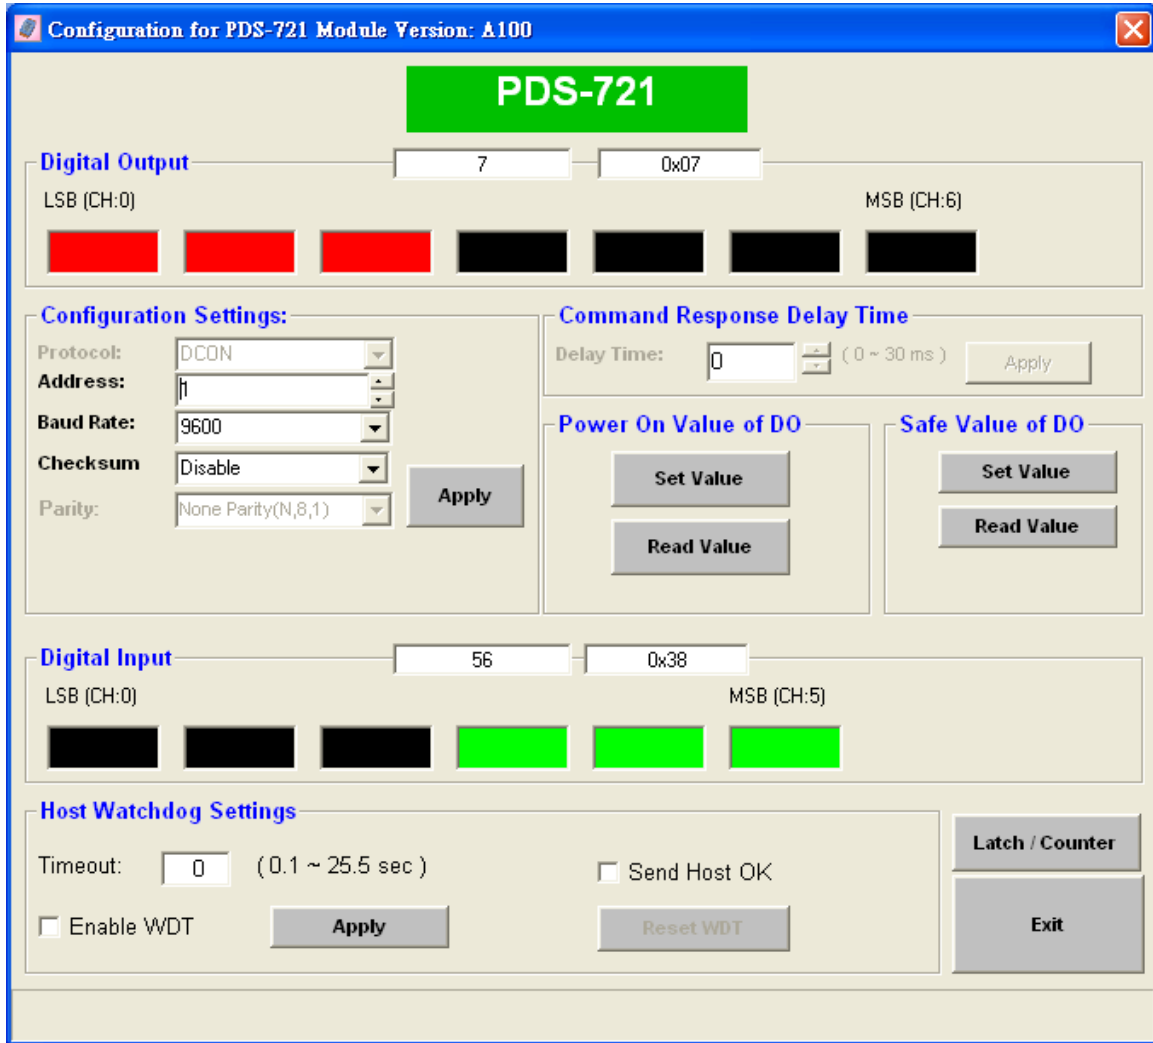 Configuration for PDS-721 Module Version: A100
PDS-721
Digital Output
7
0x07
LSB (CH:0)
MSB (CH:6)
Configuration Settings:
Protocol:
DCON
Address:
1
Baud Rate:
9600
Checksum
Disable
Parity:
None Parity(N,8,1)
Apply
Command Response Delay Time
Delay Time:
0
( 0 ~ 30 ms )
Apply
Power On Value of DO
Set Value
Read Value
Safe Value of DO
Set Value
Read Value
Digital Input
56
0x38
LSB (CH:0)
MSB (CH:5)
Host Watchdog Settings
Timeout:
0
( 0.1 ~ 25.5 sec )
Send Host OK
Enable WDT
Apply
Reset WDT
Latch / Counter
Exit